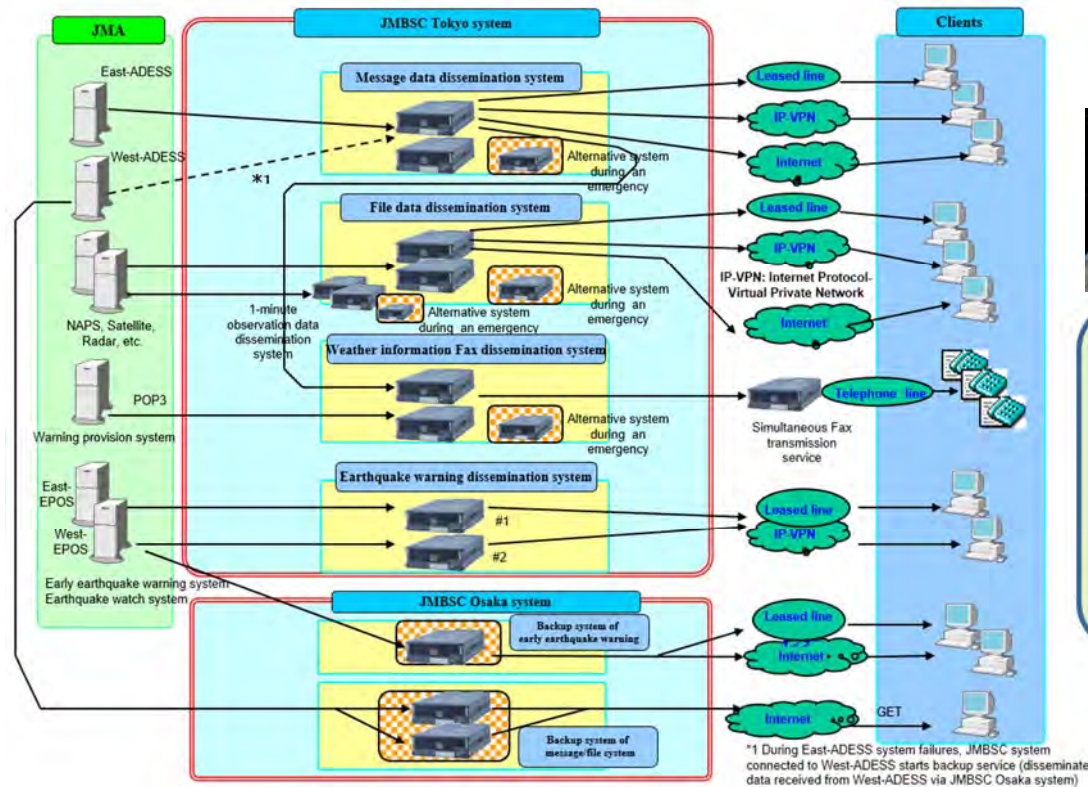 JMA
JMBSC Tokyo system
Clients
East-ADESS
West-ADESS
*1
NAPS, Satellite,
Radar, etc.
POP3
Warning provision system
East-
EPOS
West-
EPOS
Early earthquake warning system
Earthquake watch system
Message data dissemination system
Alternative system
during an
emergency
File data dissemination system
Alternative system
during an
emergency
1-minute
observation data
dissemination
system
Alternative system
during an emergency
Weather information Fax dissemination system
Alternative system
during an
emergency
Earthquake warning dissemination system
#1
#2
JMBSC Osaka system
Backup system of
early earthquake warning
Backup system of
message/file system
Leased line
IP-VPN
Internet
Leased line
IP-VPN
IP-VPN: Internet Protocol-
Virtual Private Network
Internet
Telephone line
Simultaneous Fax
transmission
service
Leased line
IP-VPN
Leased line
Internet
Internet
GET
*1 During East-ADESS system failures, JMBSC system
connected to West-ADESS starts backup service (disseminate
data received from West-ADESS via JMBSC Osaka system)